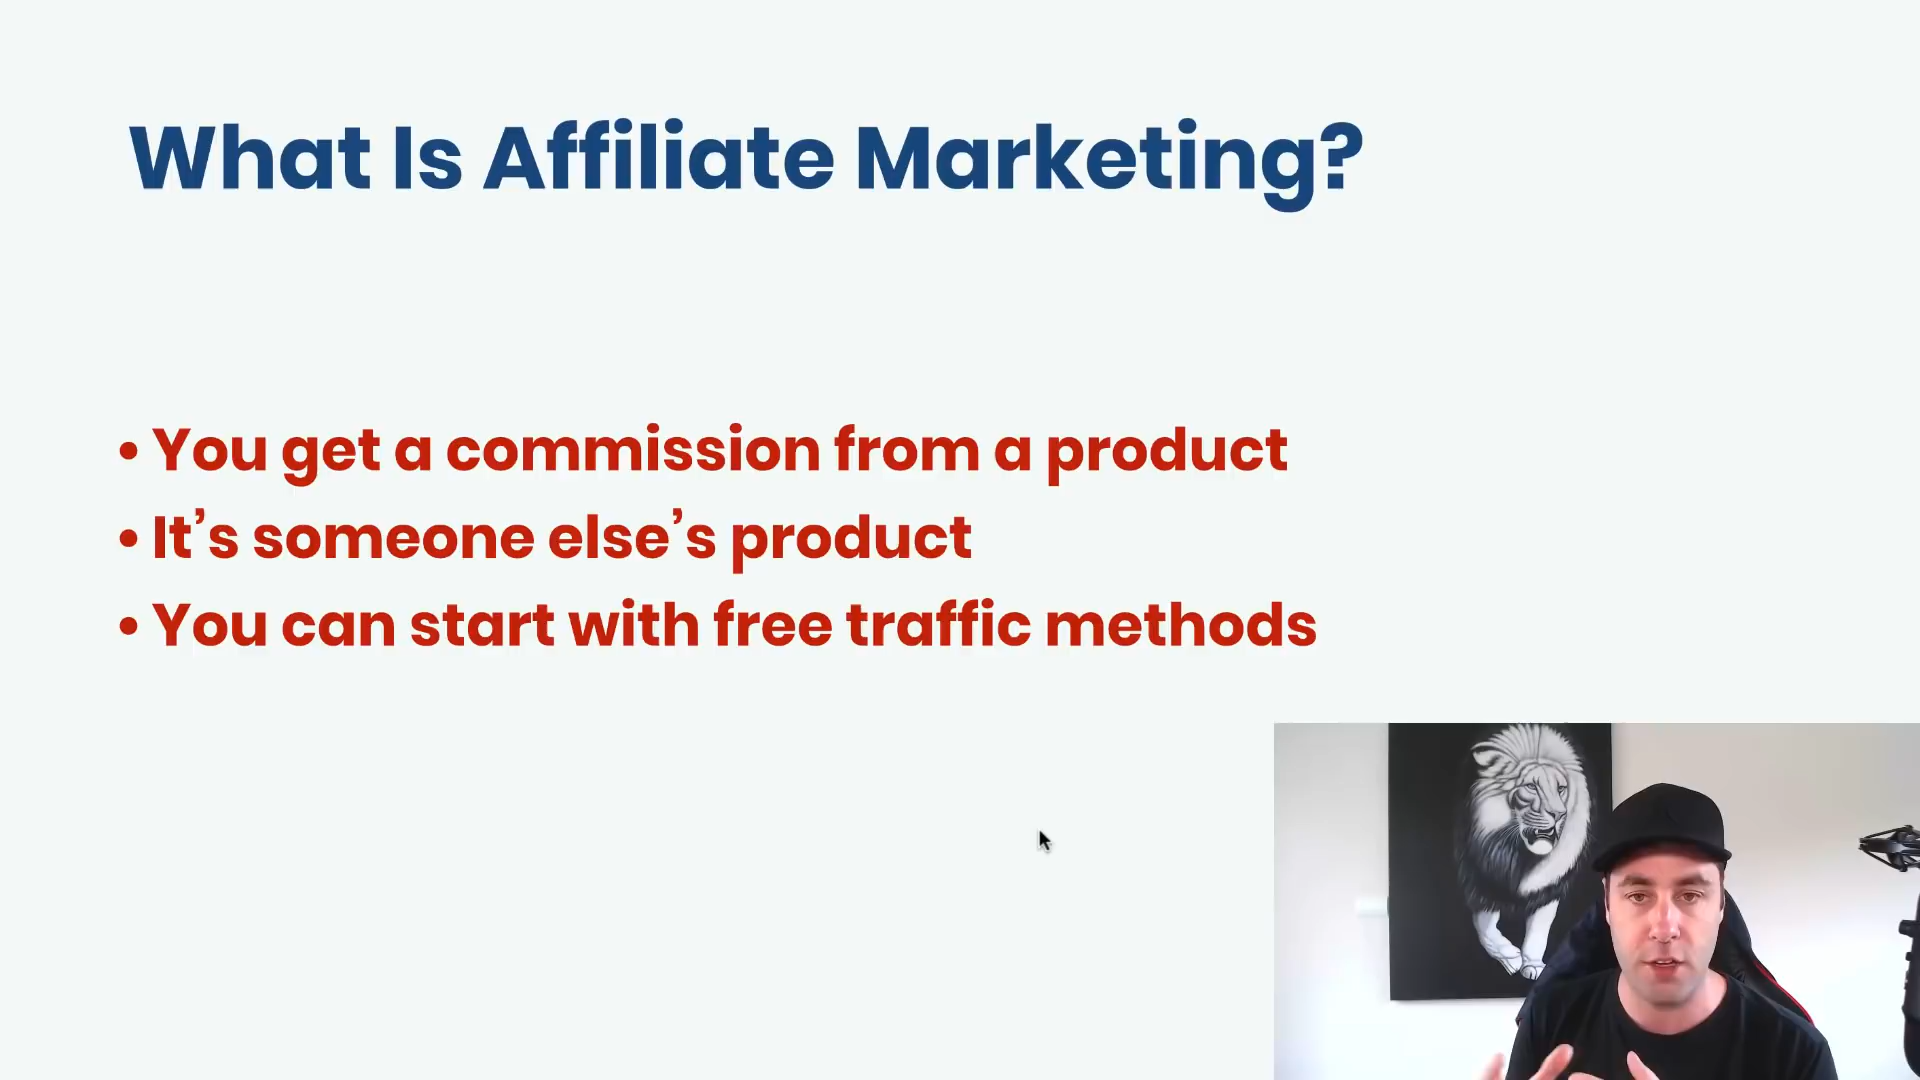 What Is Affiliate Marketing?
• You get a commission from a product
• It’s someone else’s product
• You can start with free traffic methods